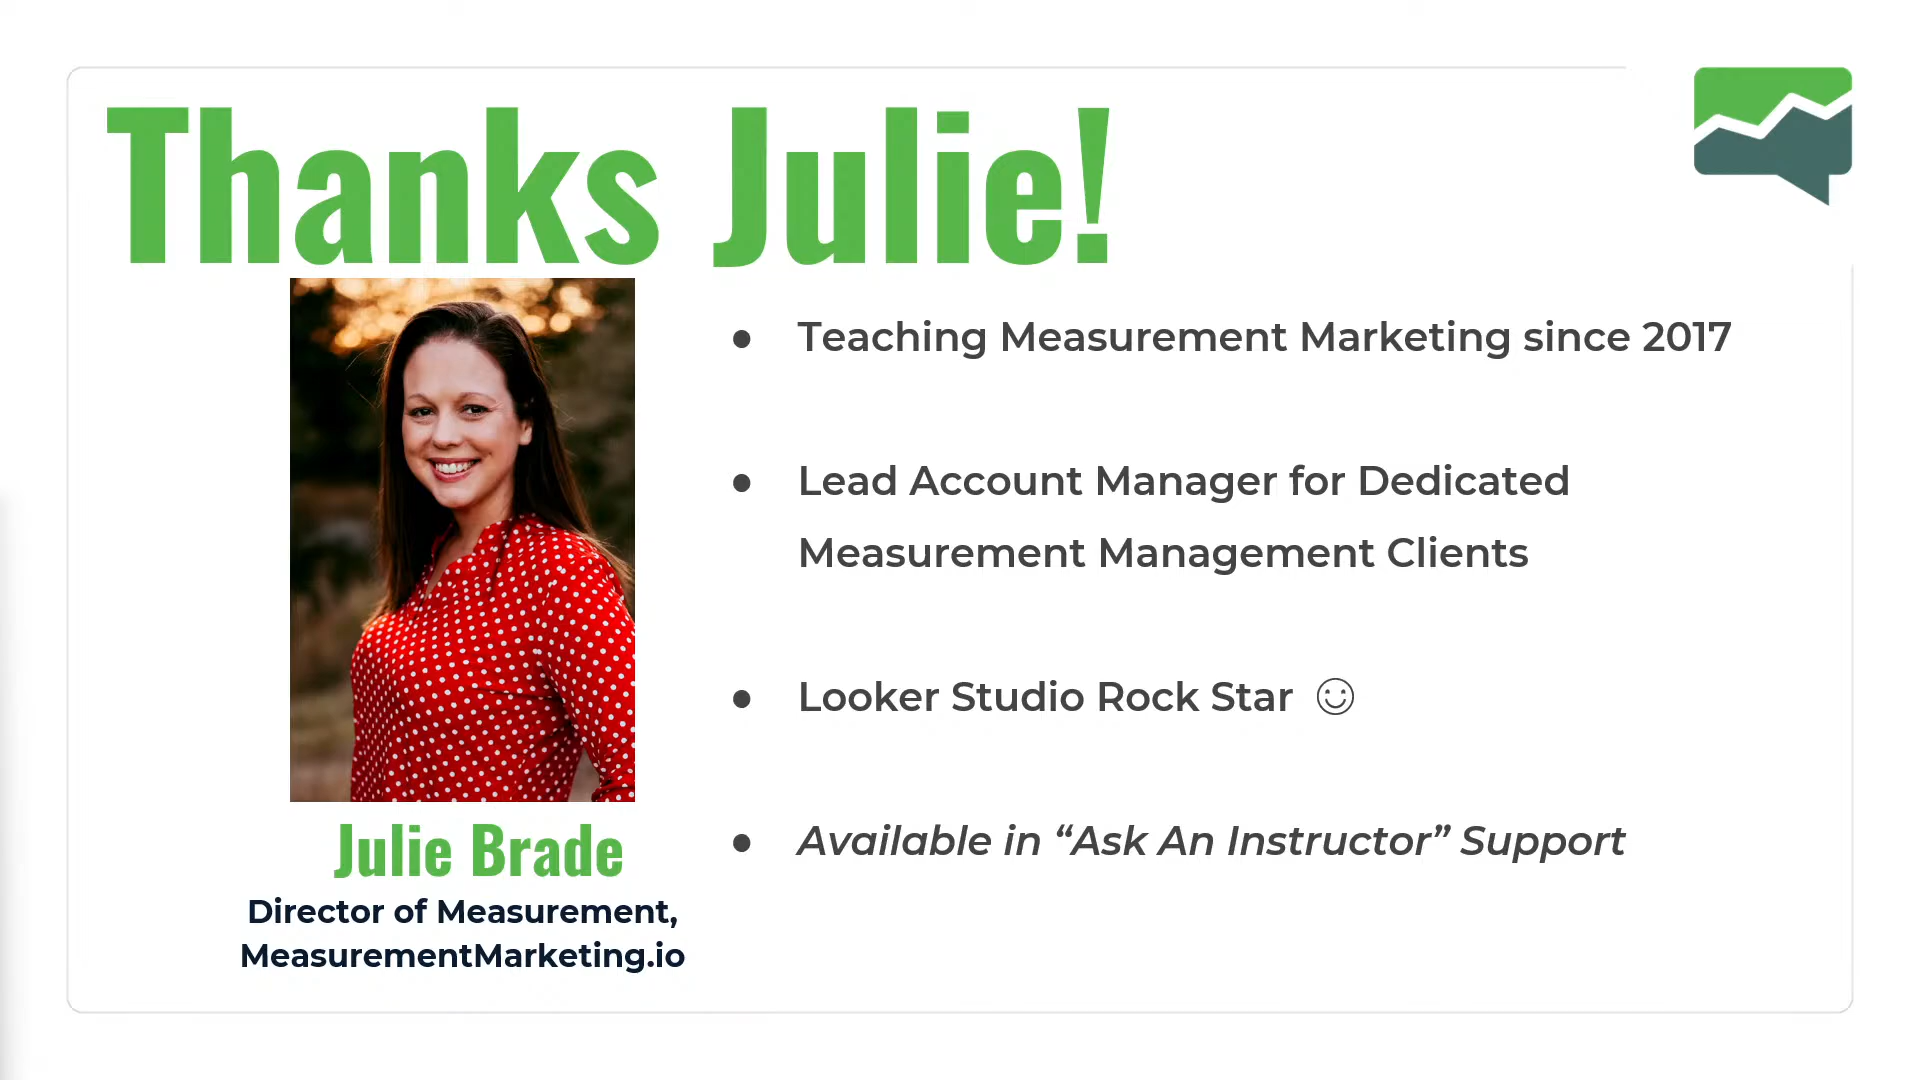 Thanks Julie!
● Teaching Measurement Marketing since 2017
● Lead Account Manager for Dedicated
Measurement Management Clients
● Looker Studio Rock Star ☺
● Available in “Ask An Instructor” Support
Julie Brade
Director of Measurement,
MeasurementMarketing.io